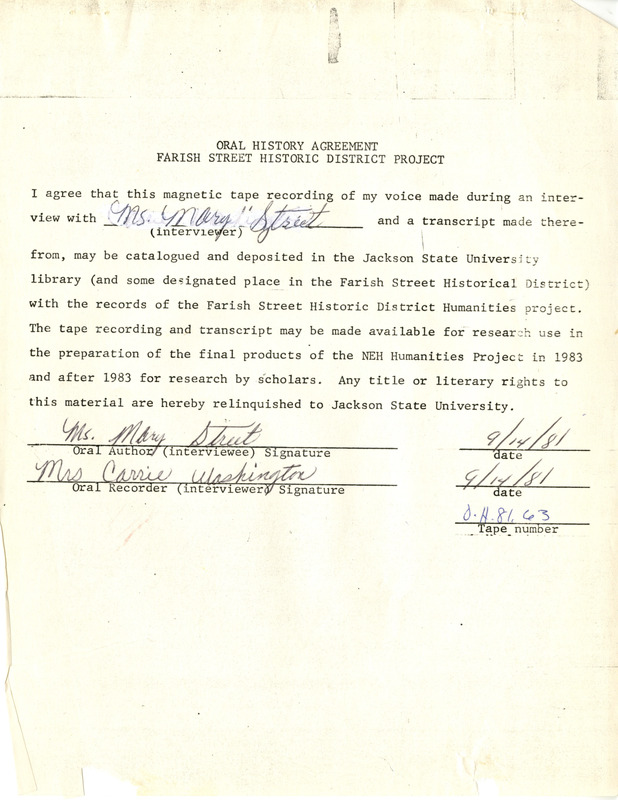 ORAL HISTORY AGREEMENT
FARISH STREET HISTORIC DISTRICT PROJECT
I agree that this magnetic tape recording of my voice made during an inter-
view with Ms. "Mary" Street and a transcript made there-
(interviewer)
from, may be catalogued and deposited in the Jackson State University
library (and some designated place in the Farish Street Historical District)
with the records of the Farish Street Historic District Humanities project.
The tape recording and transcript may be made available for research use in
the preparation of the final products of the NEH Humanities Project in 1983
and after 1983 for research by scholars. Any title or literary rights to
this material are hereby relinquished to Jackson State University.
Ms. Mary Street 9/14/81
Oral Author (interviewee) Signature date
Mrs Carrie Washington 9/14/81
Oral Recorder (interviewer) Signature date
O.H.81.63
Tape number